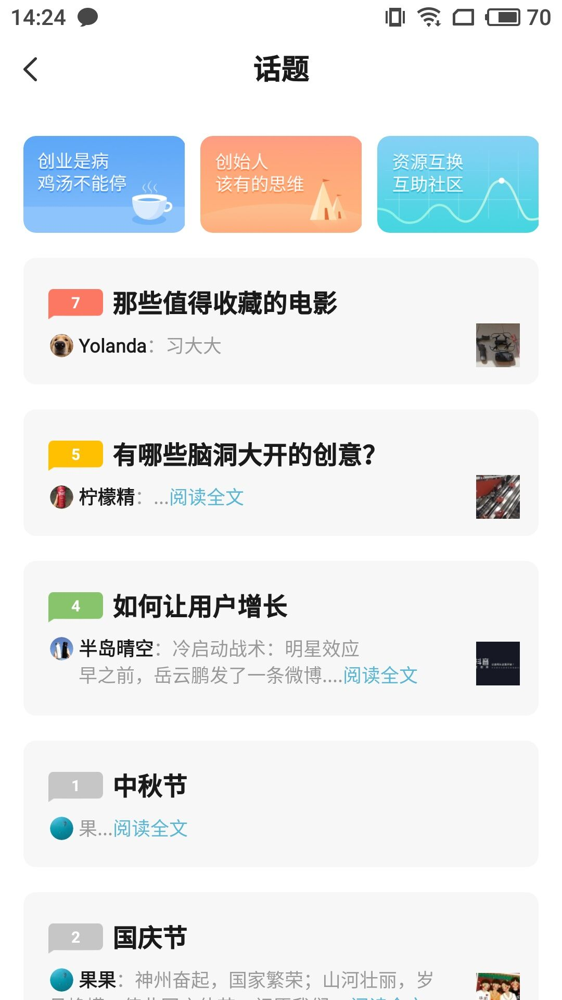 14:24
70
话题
创业是病
鸡汤不能停
创始人
该有的思维
资源互换
互助社区
7 那些值得收藏的电影
Yolanda：习大大
5 有哪些脑洞大开的创意？
柠檬精：...阅读全文
4 如何让用户增长
半岛晴空：冷启动战术：明星效应
早之前，岳云鹏发了一条微博....阅读全文
抖音
1 中秋节
果...阅读全文
2 国庆节
果果：神州奋起，国家繁荣；山河壮丽，岁